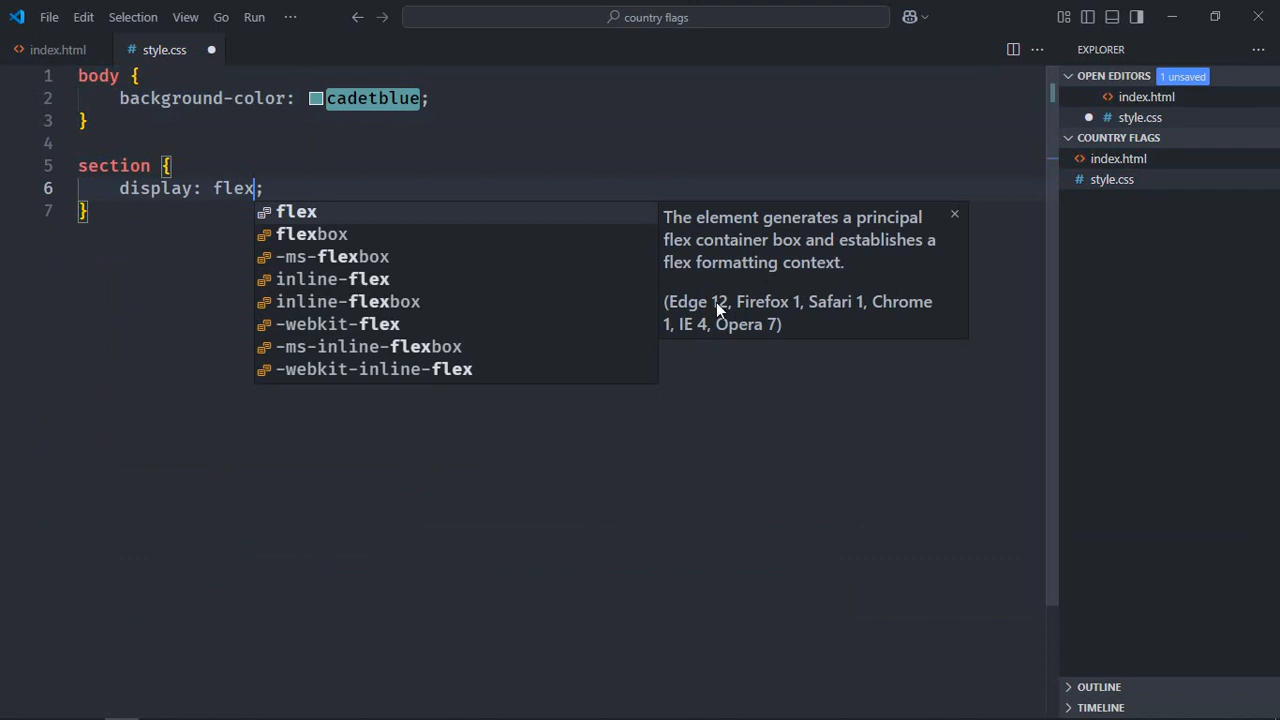 File Edit Selection View Go Run ··· country flags
index.html style.css
EXPLORER
OPEN EDITORS 1 unsaved
index.html
style.css
COUNTRY FLAGS
index.html
style.css
OUTLINE
TIMELINE
1 body {
2 background-color: cadetblue;
3 }
4
5 section {
6 display: flex;
7 }
flex
flexbox
-ms-flexbox
inline-flex
inline-flexbox
-webkit-flex
-ms-inline-flexbox
-webkit-inline-flex
The element generates a principal
flex container box and establishes a
flex formatting context.
(Edge 12, Firefox 1, Safari 1, Chrome
1, IE 4, Opera 7)